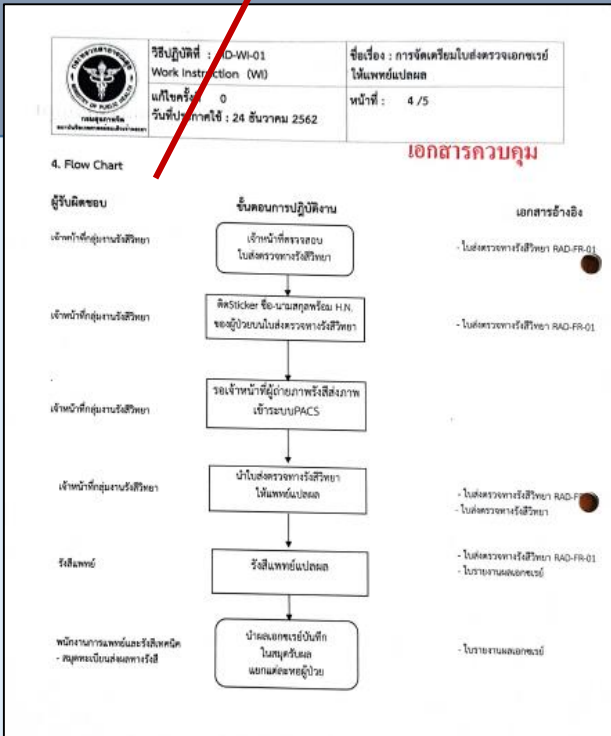 วิธีปฏิบัติที่ : -WI-01
Work Instruction (WI)
แก้ไขครั้งที่ 0
วันที่ประกาศใช้ : 24 ธันวาคม 2562
ชื่อเรื่อง : การจัดเตรียมใบส่งตรวจเอกซเรย์
ให้แพทย์แปลผล
หน้าที่ : 4 /5
กรมสุขภาพจิต
เอกสารควบคุม
4. Flow Chart
ผู้รับผิดชอบ
ขั้นตอนการปฏิบัติงาน
เอกสารอ้างอิง
เจ้าหน้าที่กลุ่มงานรังสีวิทยา
เจ้าหน้าที่ตรวจสอบ
ใบส่งตรวจทางรังสีวิทยา
- ใบส่งตรวจทางรังสีวิทยา RAD-FR-01
เจ้าหน้าที่กลุ่มงานรังสีวิทยา
ติดSticker ชื่อ-นามสกุลพร้อม H.N.
ของผู้ป่วยบนใบส่งตรวจทางรังสีวิทยา
- ใบส่งตรวจทางรังสีวิทยา RAD-FR-01
เจ้าหน้าที่กลุ่มงานรังสีวิทยา
รอเจ้าหน้าที่ผู้ถ่ายภาพรังสีส่งภาพ
เข้าระบบPACS
เจ้าหน้าที่กลุ่มงานรังสีวิทยา
นำใบส่งตรวจทางรังสีวิทยา
ให้แพทย์แปลผล
- ใบส่งตรวจทางรังสีวิทยา RAD-
- ใบส่งตรวจทางรังสีวิทยา
รังสีแพทย์
รังสีแพทย์แปลผล
- ใบส่งตรวจทางรังสีวิทยา RAD-FR-01
- ใบรายงานผลเอกซเรย์
พนักงานการแพทย์และรังสีเทคนิค
- สมุดทะเบียนส่งผลทางรังสี
นำผลเอกซเรย์บันทึก
ในสมุดรับผล
แยกแต่ละหอผู้ป่วย
- ใบรายงานผลเอกซเรย์